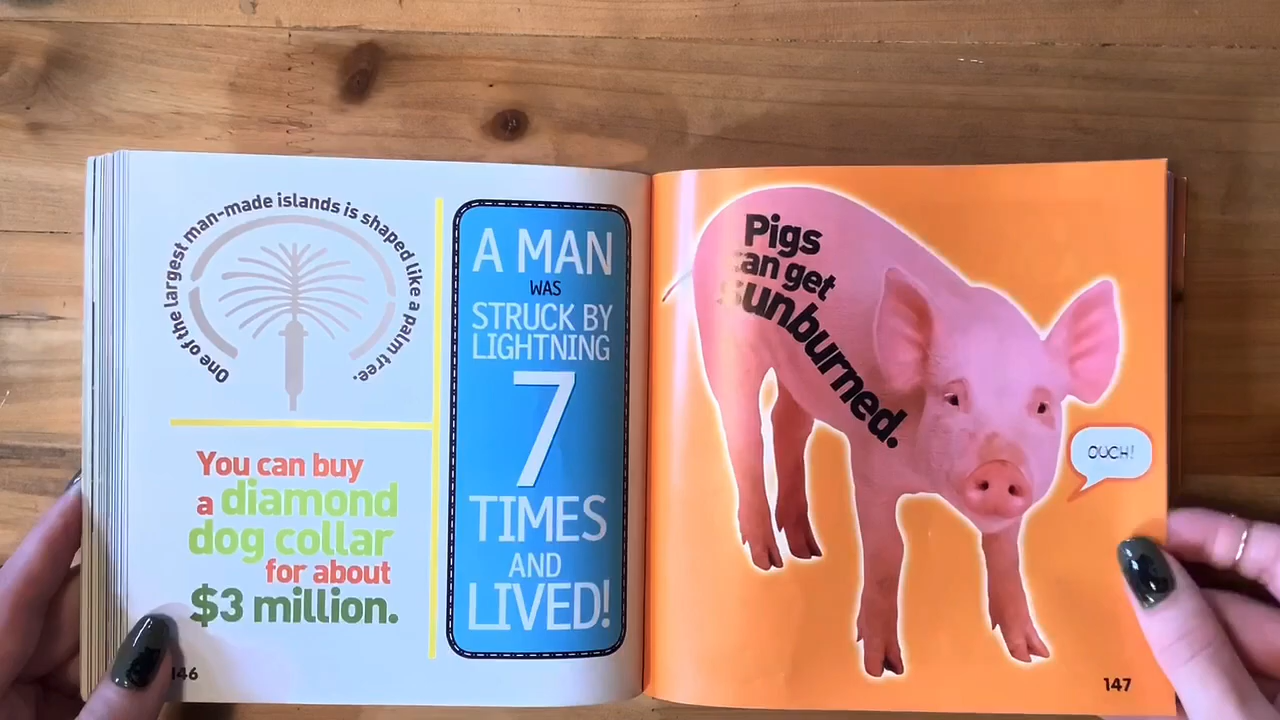 One of the largest man-made islands is shaped like a palm tree.
You can buy
a diamond
dog collar
for about
$3 million.
146
A MAN
WAS
STRUCK BY
LIGHTNING
7
TIMES
AND
LIVED!
Pigs
can get
sunburned.
OUCH!
147